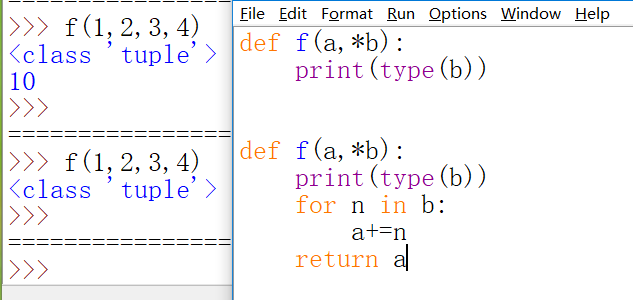 ================
>>> f(1,2,3,4)
<class 'tuple'>
10
>>>
================
>>> f(1,2,3,4)
<class 'tuple'>
>>>
================
>>>
File Edit Format Run Options Window Help
def f(a,*b):
    print(type(b))
def f(a,*b):
    print(type(b))
    for n in b:
        a+=n
    return a